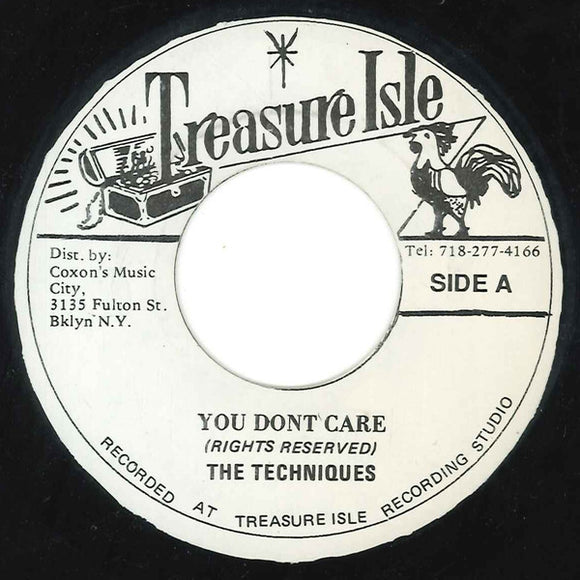 Treasure Isle
Dist. by:
Coxon's Music
City,
3135 Fulton St.
Bklyn N.Y.
Tel: 718-277-4166
SIDE A
YOU DONT CARE
(RIGHTS RESERVED)
THE TECHNIQUES
RECORDED AT TREASURE ISLE RECORDING STUDIO